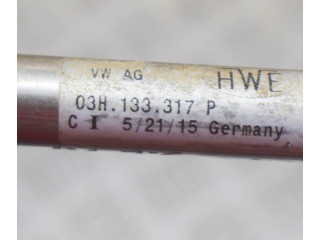 VW AG HWE
03H.133.317 P
C I 5/21/15 Germany